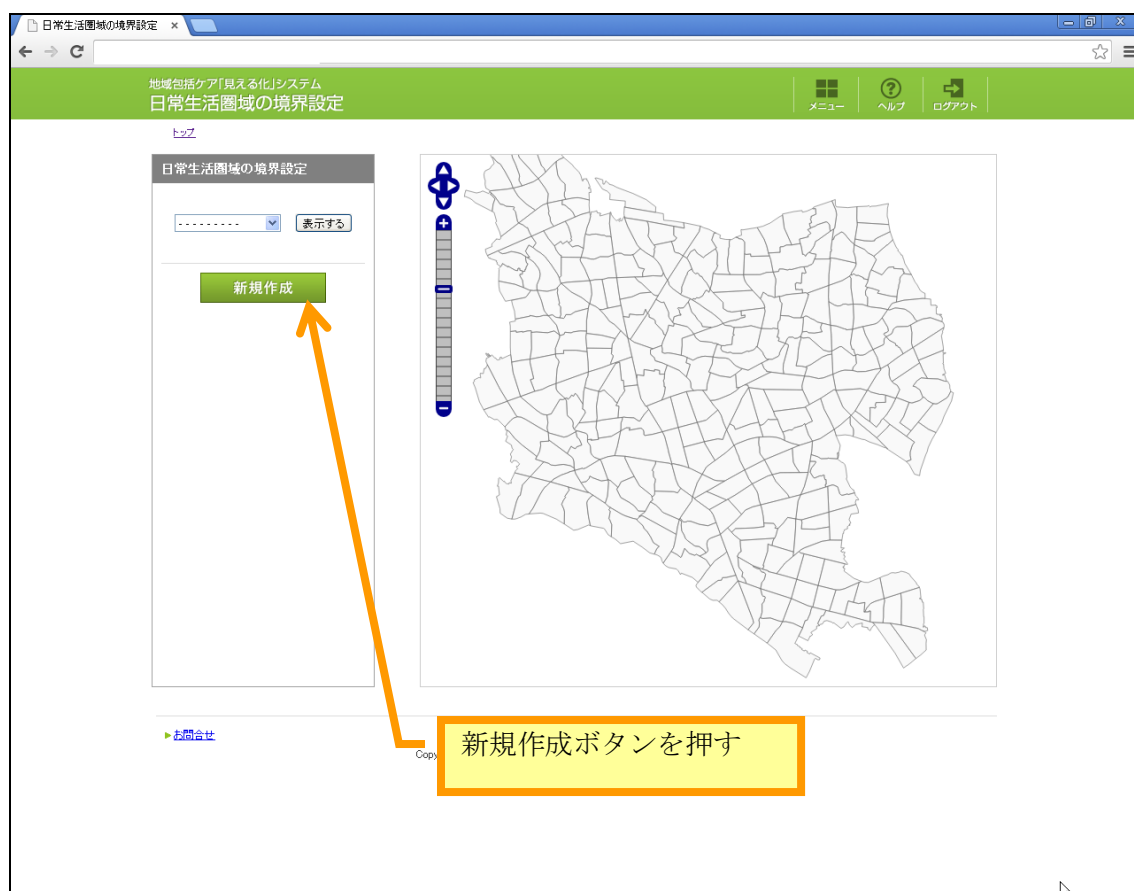 日常生活圏域の境界設定
地域包括ケア「見える化」システム
日常生活圏域の境界設定
メニュー
ヘルプ
ログアウト
トップ
日常生活圏域の境界設定
--------- 表示する
新規作成
お問合せ
Copy
新規作成ボタンを押す